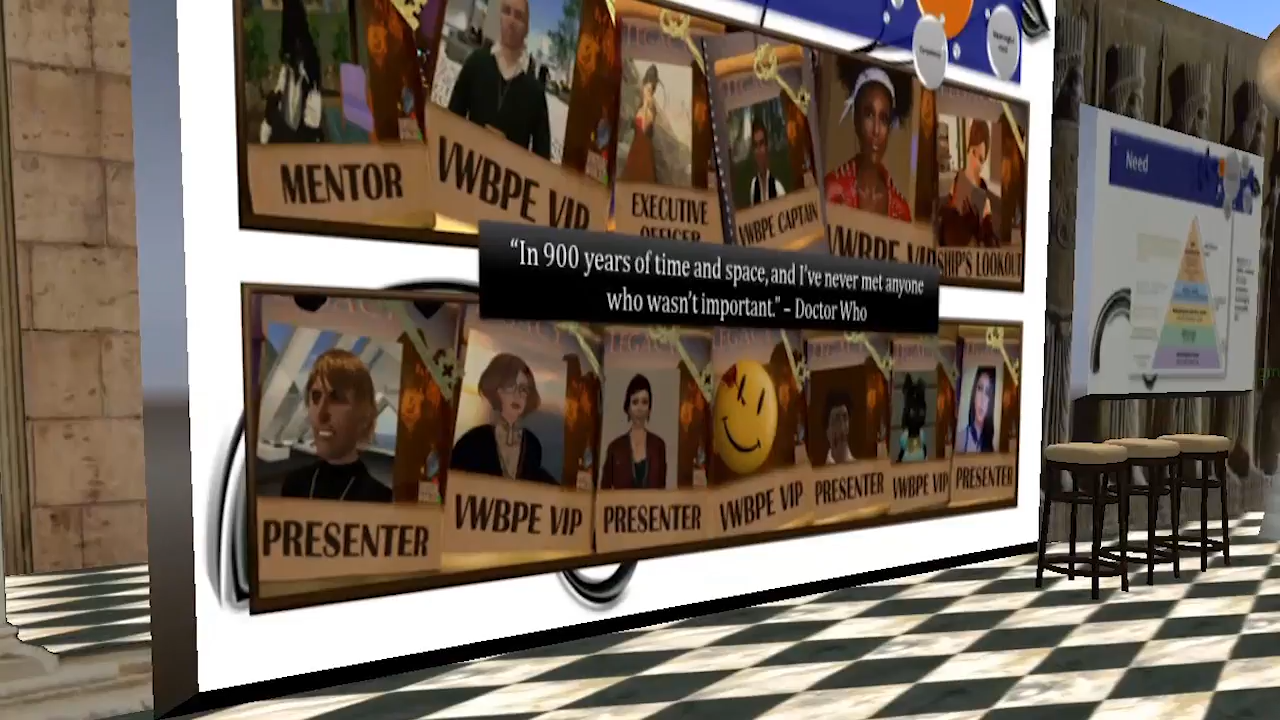 Need
MENTOR
VWBPE VIP
EXECUTIVE
OFFICER
VWBPE CAPTAIN
VWBPE VIP
SHIP'S LOOKOUT
“In 900 years of time and space, and I’ve never met anyone
who wasn’t important.” – Doctor Who
LEGACY
PRESENTER
VWBPE VIP
PRESENTER
VWBPE VIP
PRESENTER
VWBPE VIP
PRESENTER